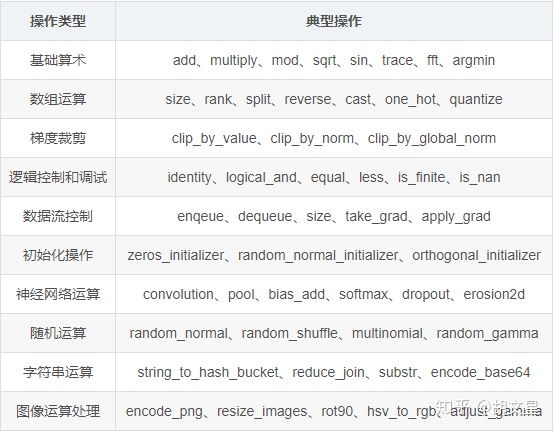 操作类型 典型操作
基础算术 add、multiply、mod、sqrt、sin、trace、fft、argmin
数组运算 size、rank、split、reverse、cast、one_hot、quantize
梯度裁剪 clip_by_value、clip_by_norm、clip_by_global_norm
逻辑控制和调试 identity、logical_and、equal、less、is_finite、is_nan
数据流控制 enqeue、dequeue、size、take_grad、apply_grad
初始化操作 zeros_initializer、random_normal_initializer、orthogonal_initializer
神经网络运算 convolution、pool、bias_add、softmax、dropout、erosion2d
随机运算 random_normal、random_shuffle、multinomial、random_gamma
字符串运算 string_to_hash_bucket、reduce_join、substr、encode_base64
图像运算处理 encode_png、resize_images、rot90、hsv_to_rgb、adjust_gamma
知乎